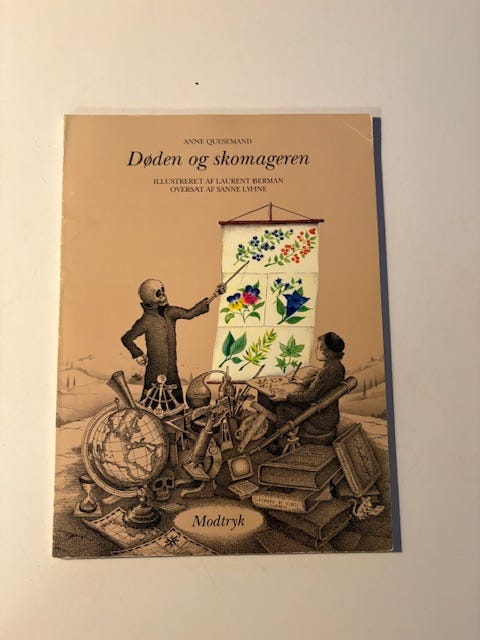 ANNE QUESEMAND
Døden og skomageren
ILLUSTRERET AF LAURENT BERMAN
OVERSAT AF SANNE LYHNE
Modtryk